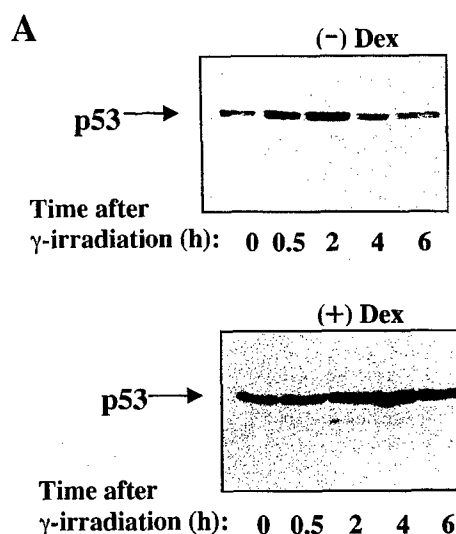 A
(-) Dex
p53
Time after
γ-irradiation (h): 0 0.5 2 4 6
(+) Dex
p53
Time after
γ-irradiation (h): 0 0.5 2 4 6